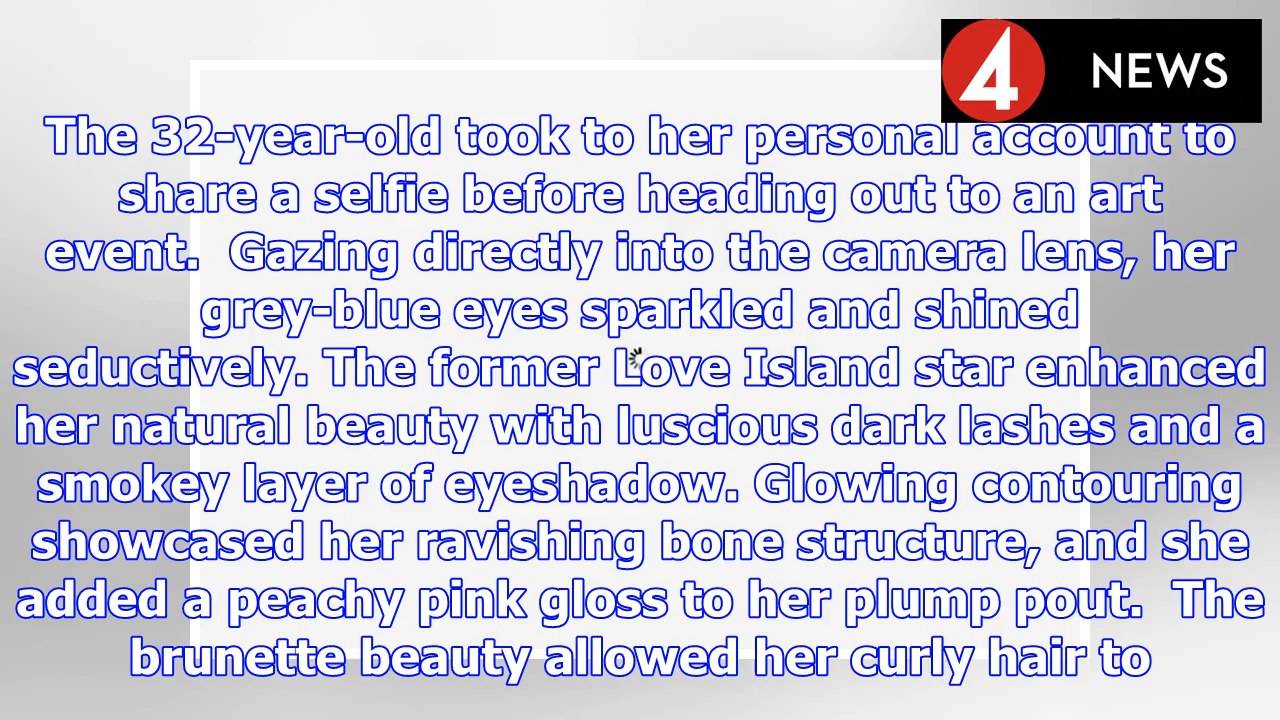 4 NEWS
The 32-year-old took to her personal account to
share a selfie before heading out to an art
event.  Gazing directly into the camera lens, her
grey-blue eyes sparkled and shined
seductively. The former Love Island star enhanced
her natural beauty with luscious dark lashes and a
smokey layer of eyeshadow. Glowing contouring
showcased her ravishing bone structure, and she
added a peachy pink gloss to her plump pout.  The
brunette beauty allowed her curly hair to